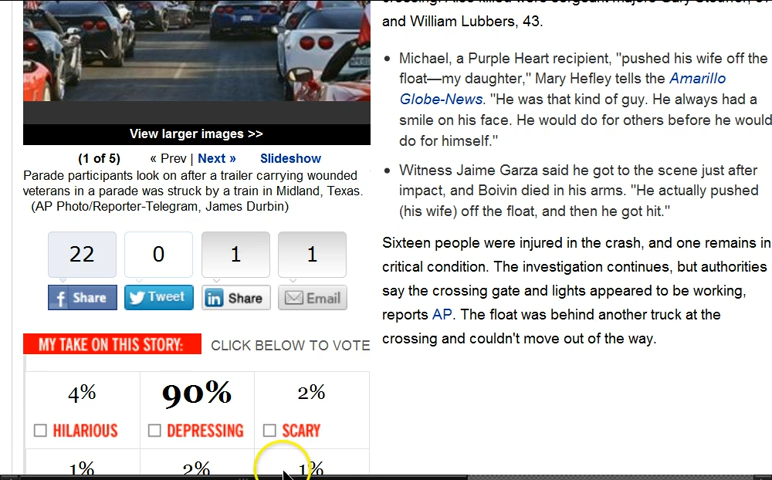 View larger images >>
(1 of 5) « Prev | Next » Slideshow
Parade participants look on after a trailer carrying wounded
veterans in a parade was struck by a train in Midland, Texas.
(AP Photo/Reporter-Telegram, James Durbin)
22 0 1 1
Share Tweet Share Email
MY TAKE ON THIS STORY: CLICK BELOW TO VOTE
4% 90% 2%
HILARIOUS DEPRESSING SCARY
1% 2% 1%
and William Lubbers, 43.
• Michael, a Purple Heart recipient, "pushed his wife off the
float—my daughter," Mary Hefley tells the Amarillo
Globe-News. "He was that kind of guy. He always had a
smile on his face. He would do for others before he would
do for himself."
• Witness Jaime Garza said he got to the scene just after
impact, and Boivin died in his arms. "He actually pushed
(his wife) off the float, and then he got hit."
Sixteen people were injured in the crash, and one remains in
critical condition. The investigation continues, but authorities
say the crossing gate and lights appeared to be working,
reports AP. The float was behind another truck at the
crossing and couldn't move out of the way.